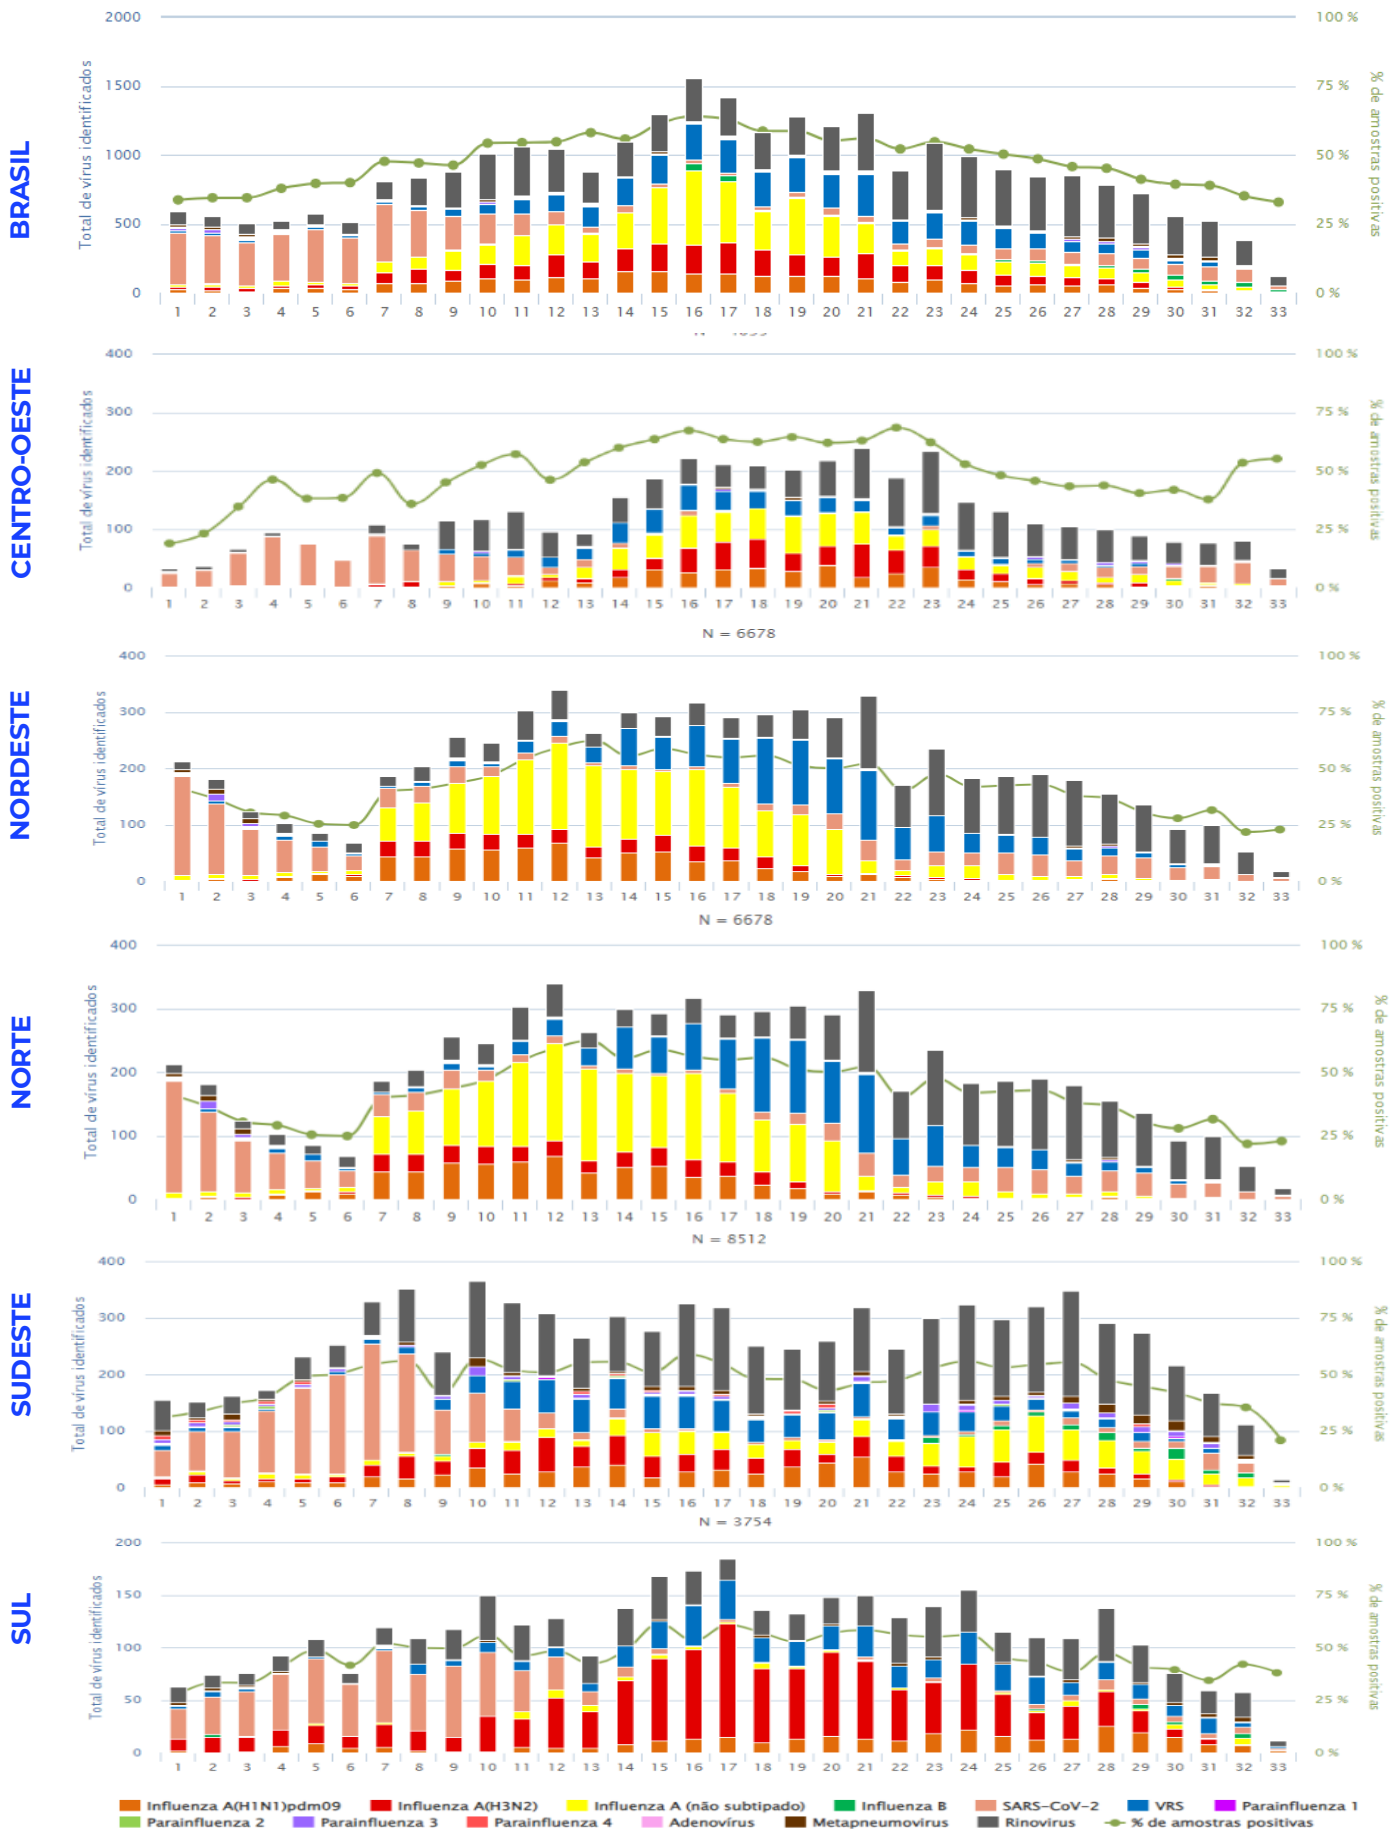 BRASIL
Total de vírus identificados
2000
1500
1000
500
0
100 %
75 %
50 %
25 %
0 %
% de amostras positivas
1 2 3 4 5 6 7 8 9 10 11 12 13 14 15 16 17 18 19 20 21 22 23 24 25 26 27 28 29 30 31 32 33
CENTRO-OESTE
Total de vírus identificados
400
300
200
100
0
100 %
75 %
50 %
25 %
0 %
% de amostras positivas
1 2 3 4 5 6 7 8 9 10 11 12 13 14 15 16 17 18 19 20 21 22 23 24 25 26 27 28 29 30 31 32 33
N = 6678
NORDESTE
Total de vírus identificados
400
300
200
100
0
100 %
75 %
50 %
25 %
0 %
% de amostras positivas
1 2 3 4 5 6 7 8 9 10 11 12 13 14 15 16 17 18 19 20 21 22 23 24 25 26 27 28 29 30 31 32 33
N = 6678
NORTE
Total de vírus identificados
400
300
200
100
0
100 %
75 %
50 %
25 %
0 %
% de amostras positivas
1 2 3 4 5 6 7 8 9 10 11 12 13 14 15 16 17 18 19 20 21 22 23 24 25 26 27 28 29 30 31 32 33
N = 8512
SUDESTE
Total de vírus identificados
400
300
200
100
0
100 %
75 %
50 %
25 %
0 %
% de amostras positivas
1 2 3 4 5 6 7 8 9 10 11 12 13 14 15 16 17 18 19 20 21 22 23 24 25 26 27 28 29 30 31 32 33
N = 3754
SUL
Total de vírus identificados
200
150
100
50
0
100 %
75 %
50 %
25 %
0 %
% de amostras positivas
1 2 3 4 5 6 7 8 9 10 11 12 13 14 15 16 17 18 19 20 21 22 23 24 25 26 27 28 29 30 31 32 33
Influenza A(H1N1)pdm09 Influenza A(H3N2) Influenza A (não subtipado) Influenza B SARS-CoV-2 VRS Parainfluenza 1
Parainfluenza 2 Parainfluenza 3 Parainfluenza 4 Adenovírus Metapneumovirus Rinovirus % de amostras positivas